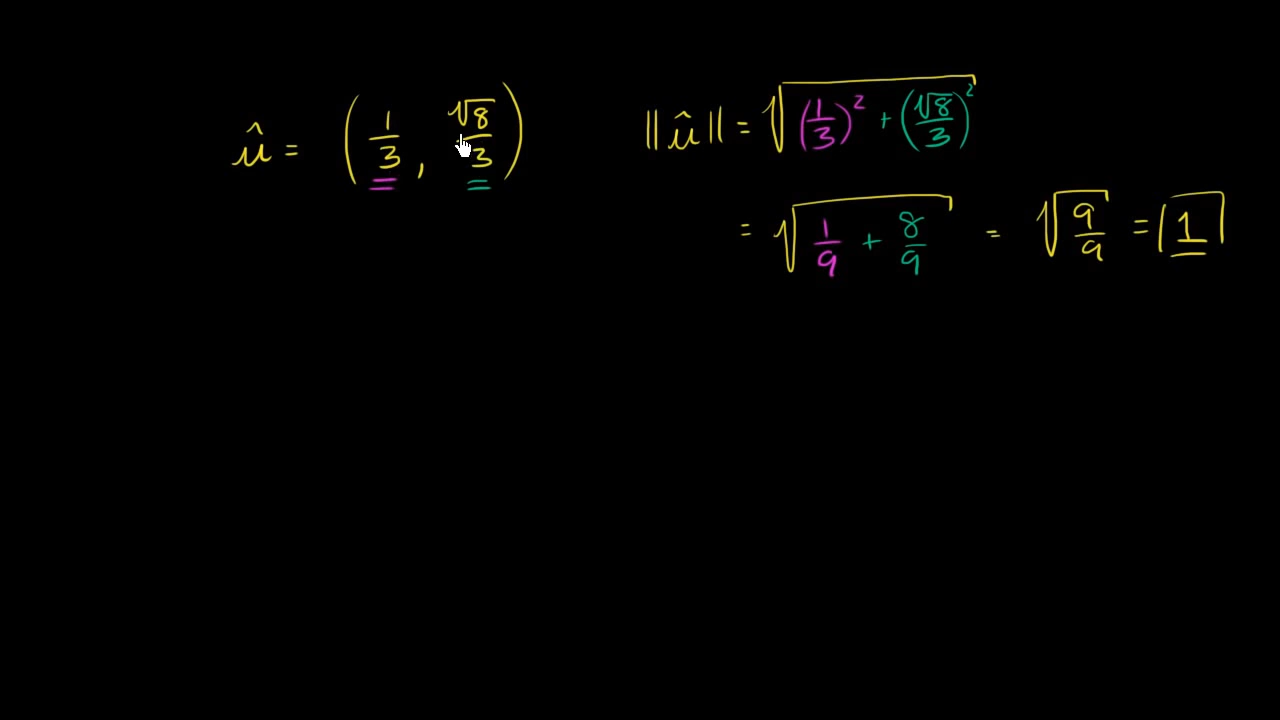 û = (1/3, √8/3)
||û|| = √((1/3)² + (√8/3)²)
= √(1/9 + 8/9) = √(9/9) = 1